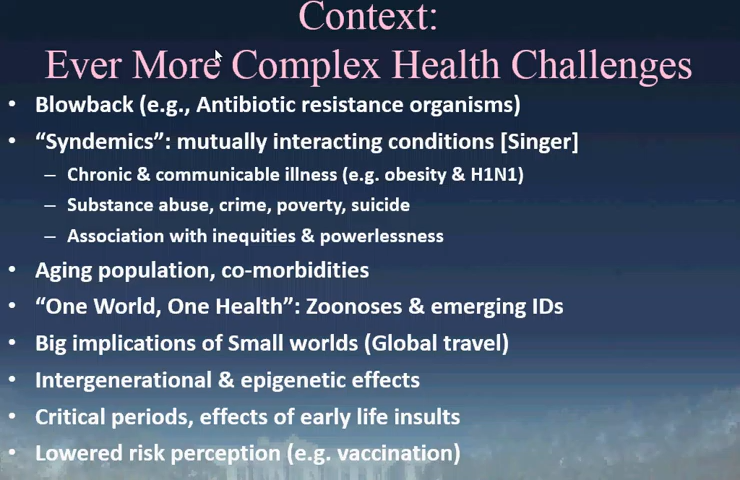 Context:
Ever More Complex Health Challenges
• Blowback (e.g., Antibiotic resistance organisms)
• “Syndemics”: mutually interacting conditions [Singer]
– Chronic & communicable illness (e.g. obesity & H1N1)
– Substance abuse, crime, poverty, suicide
– Association with inequities & powerlessness
• Aging population, co-morbidities
• “One World, One Health”: Zoonoses & emerging IDs
• Big implications of Small worlds (Global travel)
• Intergenerational & epigenetic effects
• Critical periods, effects of early life insults
• Lowered risk perception (e.g. vaccination)